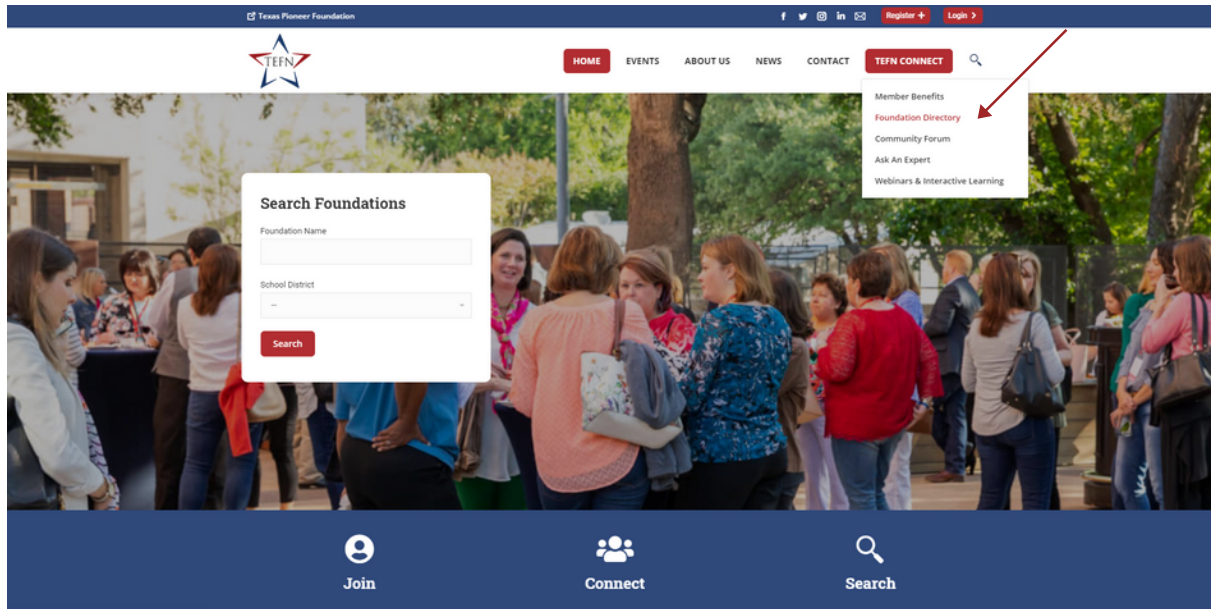 Texas Pioneer Foundation
Register +
Login >
TEFN
HOME
EVENTS
ABOUT US
NEWS
CONTACT
TEFN CONNECT
Member Benefits
Foundation Directory
Community Forum
Ask An Expert
Webinars & Interactive Learning
Search Foundations
Foundation Name
School District
--
Search
Join
Connect
Search